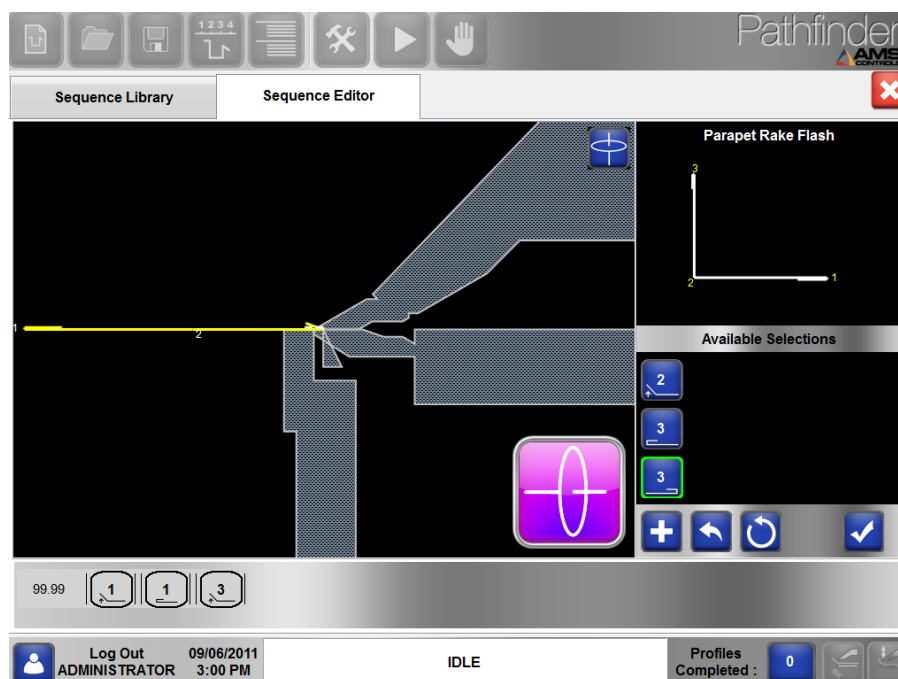 1 2 3 4
Pathfinder
AMS
CONTROLS
Sequence Library
Sequence Editor
Parapet Rake Flash
3
2
1
1
2
Available Selections
2
3
3
99.99
1
1
3
Log Out
ADMINISTRATOR
09/06/2011
3:00 PM
IDLE
Profiles
Completed :
0